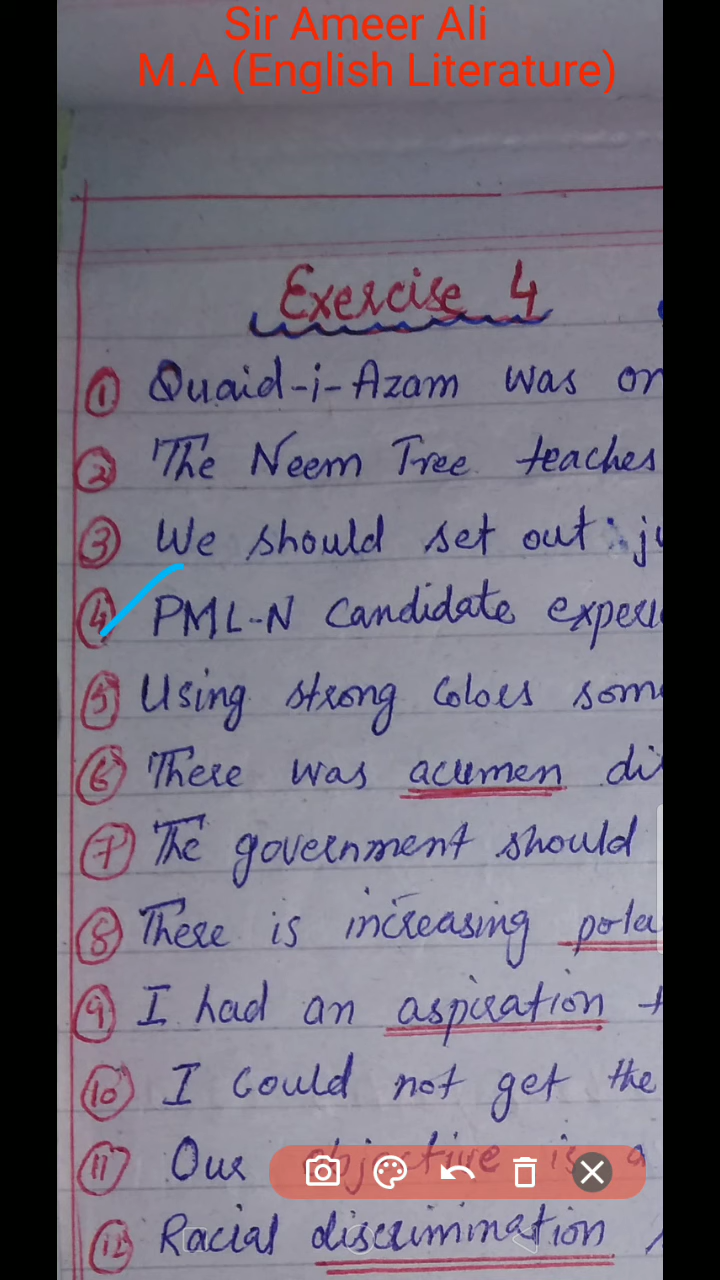 Sir Ameer Ali
M.A (English Literature)
Exercise 4
1 Quaid-i-Azam was
2 The Neem Tree teaches
3 We should set out
4 PML-N Candidate
5 Using strong Colors
6 There was acumen
7 The government should
8 There is increasing
9 I had an aspiration
10 I Could not get the
11 Our objective is a
12 Racial discrimination